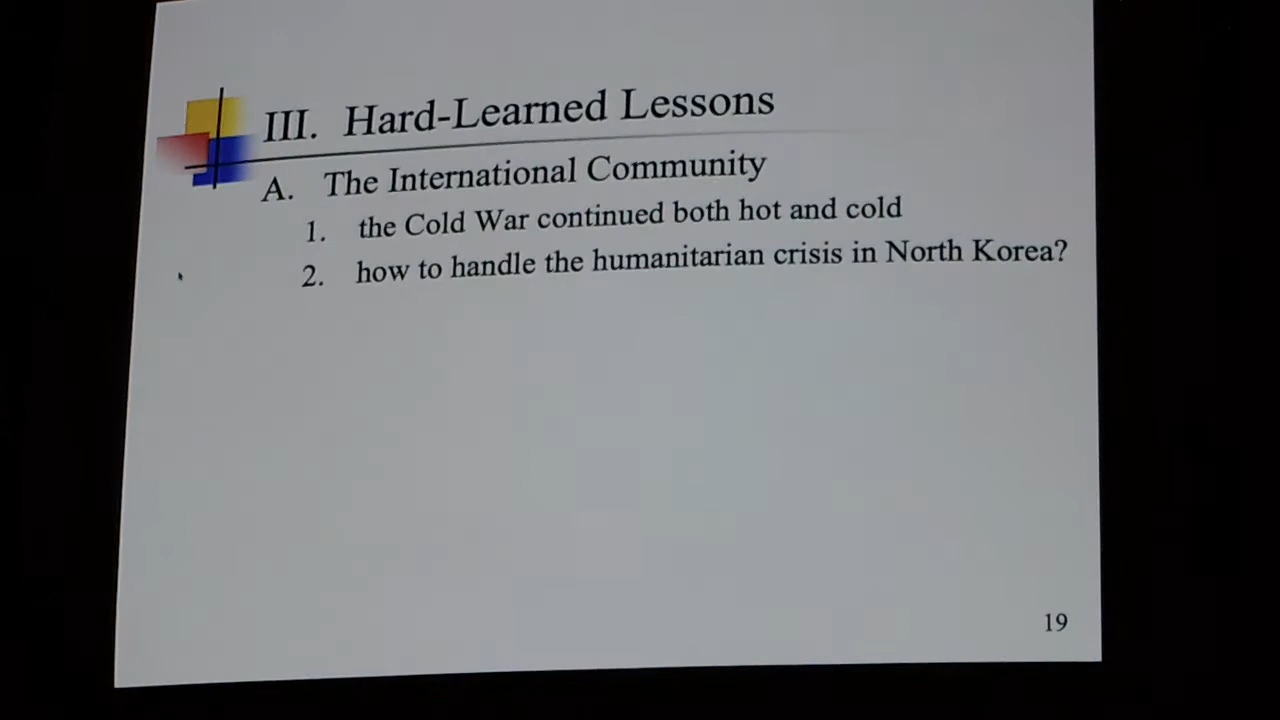 III. Hard-Learned Lessons
A. The International Community
1. the Cold War continued both hot and cold
2. how to handle the humanitarian crisis in North Korea?
19